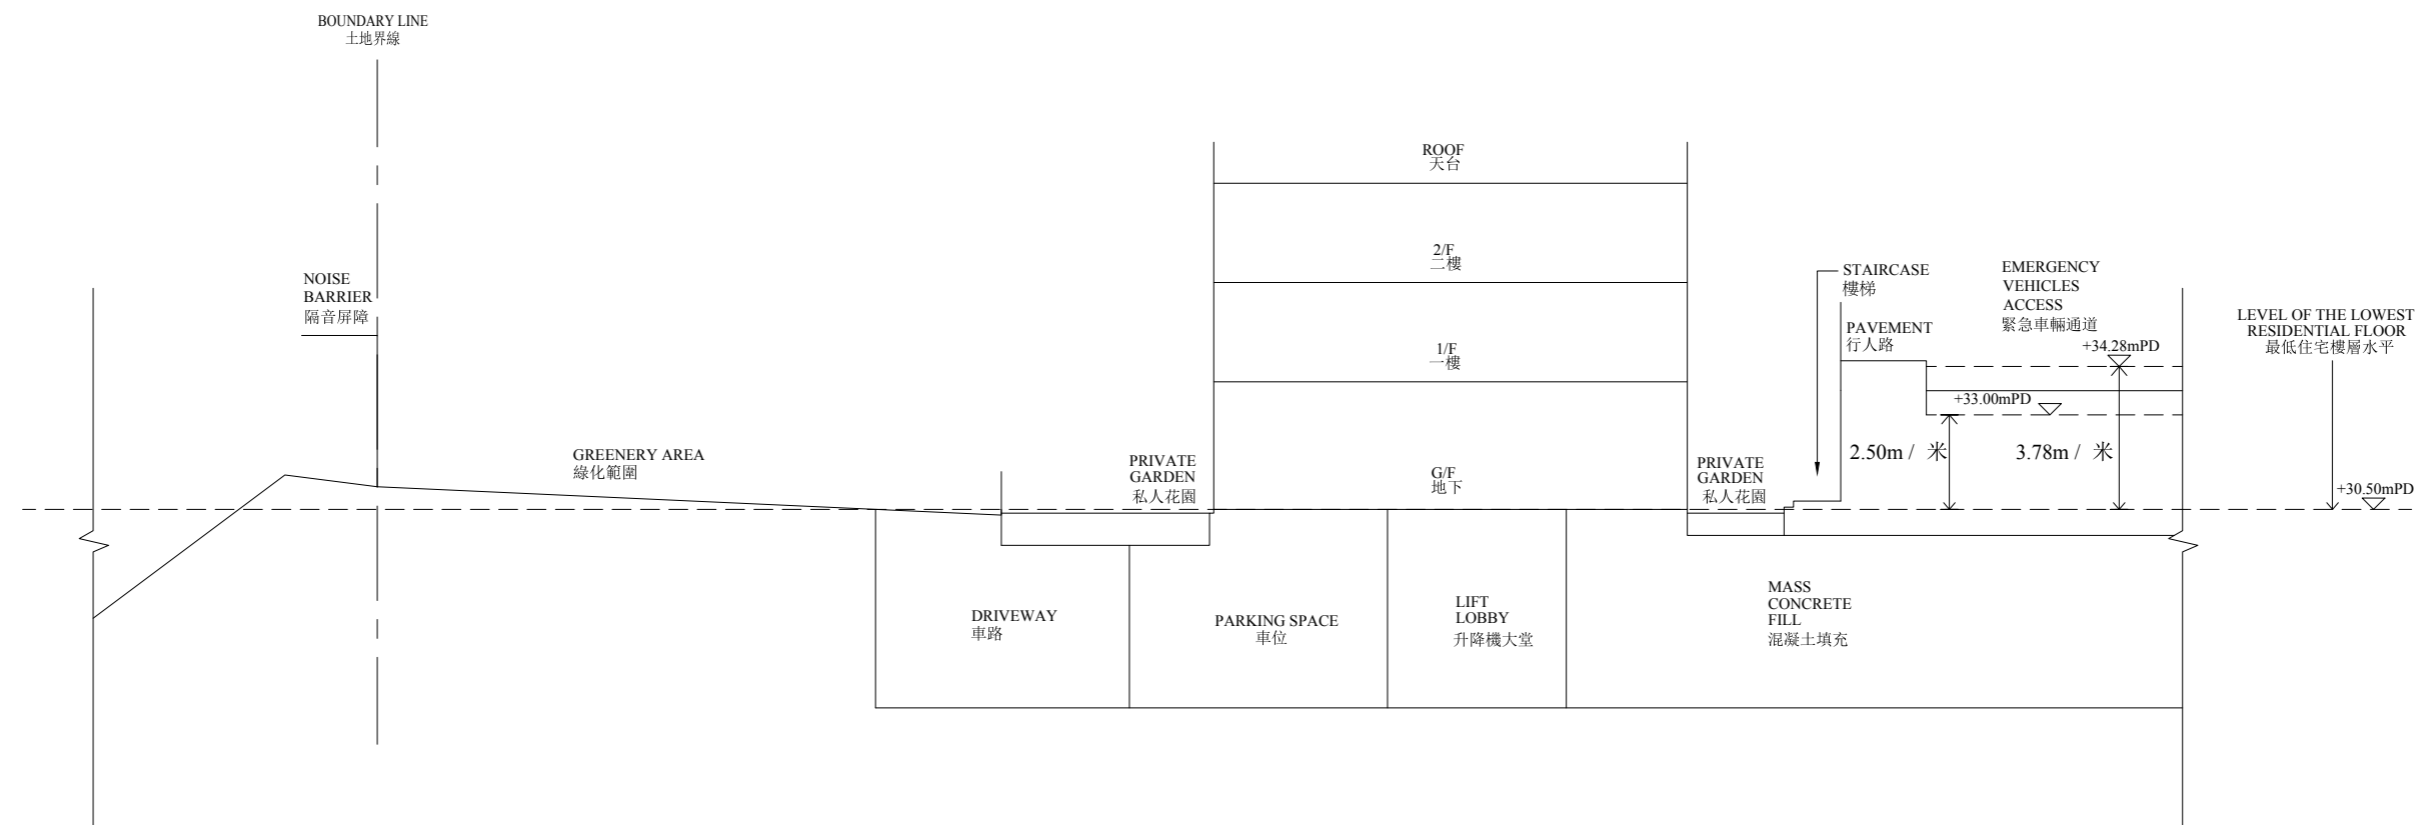 BOUNDARY LINE
土地界線
ROOF
天台
2/F
二樓
NOISE
BARRIER
隔音屏障
1/F
一樓
STAIRCASE
樓梯
EMERGENCY
VEHICLES
ACCESS
緊急車輛通道
PAVEMENT
行人路
+34.28mPD
LEVEL OF THE LOWEST
RESIDENTIAL FLOOR
最低住宅樓層水平
+33.00mPD
2.50m / 米
3.78m / 米
GREENERY AREA
綠化範圍
PRIVATE
GARDEN
私人花園
G/F
地下
PRIVATE
GARDEN
私人花園
+30.50mPD
DRIVEWAY
車路
PARKING SPACE
車位
LIFT
LOBBY
升降機大堂
MASS
CONCRETE
FILL
混凝土填充